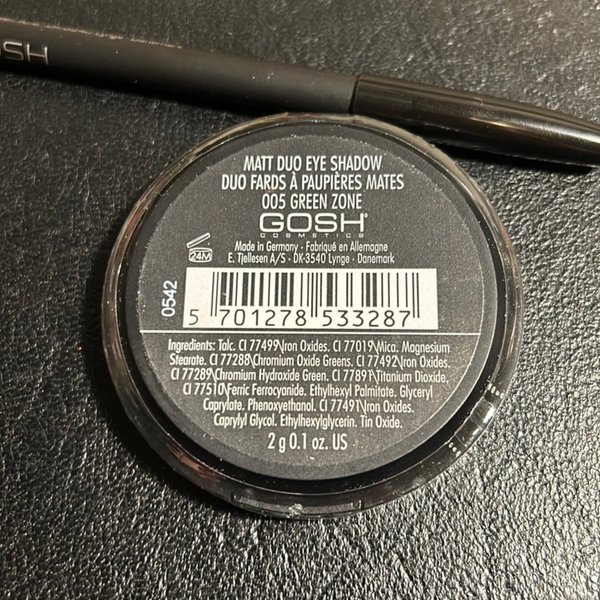 OSH
MATT DUO EYE SHADOW
DUO FARDS À PAUPIÈRES MATES
005 GREEN ZONE
GOSH®
COSMETICS
24M
Made in Germany · Fabriqué en Allemagne
E. Tjellesen A/S · DK-3540 Lynge · Danemark
0542
5 701278 533287
Ingredients: Talc. CI 77499\Iron Oxides. CI 77019\Mica. Magnesium
Stearate. CI 77288\Chromium Oxide Greens. CI 77492\Iron Oxides.
CI 77289\Chromium Hydroxide Green. CI 77891\Titanium Dioxide.
CI 77510\Ferric Ferrocyanide. Ethylhexyl Palmitate. Glyceryl
Caprylate. Phenoxyethanol. CI 77491\Iron Oxides.
Caprylyl Glycol. Ethylhexylglycerin. Tin Oxide.
2 g 0.1 oz. US